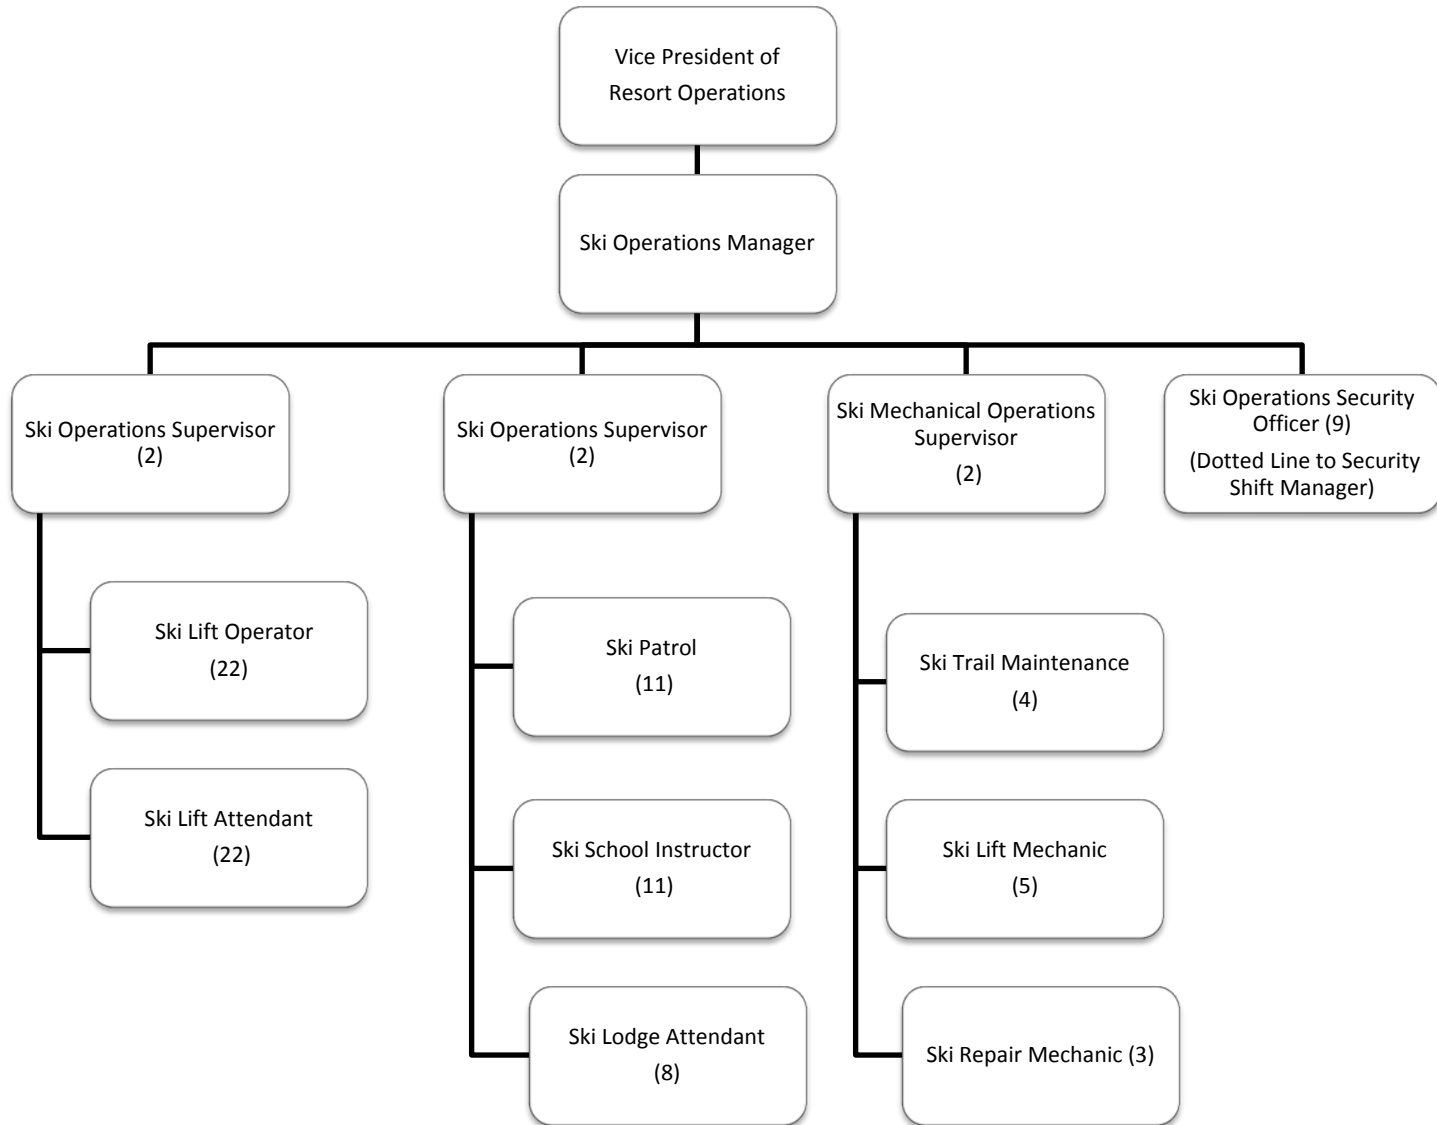 Vice President of
Resort Operations
Ski Operations Manager
Ski Operations Supervisor
(2)
Ski Operations Supervisor
(2)
Ski Mechanical Operations
Supervisor
(2)
Ski Operations Security
Officer (9)
(Dotted Line to Security
Shift Manager)
Ski Lift Operator
(22)
Ski Lift Attendant
(22)
Ski Patrol
(11)
Ski School Instructor
(11)
Ski Lodge Attendant
(8)
Ski Trail Maintenance
(4)
Ski Lift Mechanic
(5)
Ski Repair Mechanic (3)